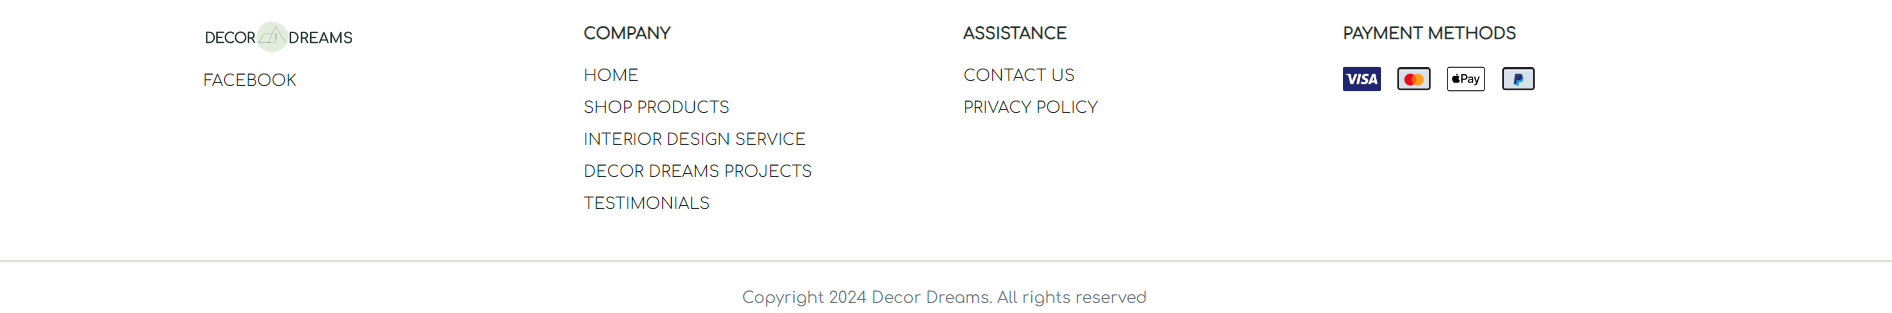 DECOR DREAMS
FACEBOOK
COMPANY
HOME
SHOP PRODUCTS
INTERIOR DESIGN SERVICE
DECOR DREAMS PROJECTS
TESTIMONIALS
ASSISTANCE
CONTACT US
PRIVACY POLICY
PAYMENT METHODS
VISA Pay P
Copyright 2024 Decor Dreams. All rights reserved